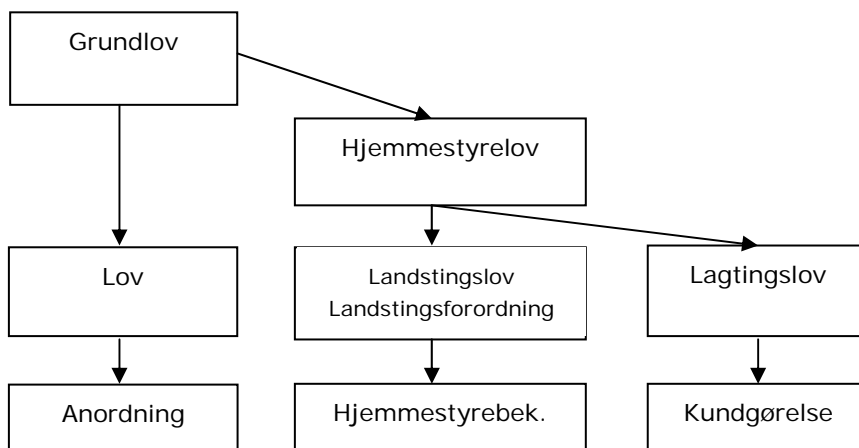 Grundlov
Hjemmestyrelov
Lov
Landstingslov
Landstingsforordning
Lagtingslov
Anordning
Hjemmestyrebek.
Kundgørelse